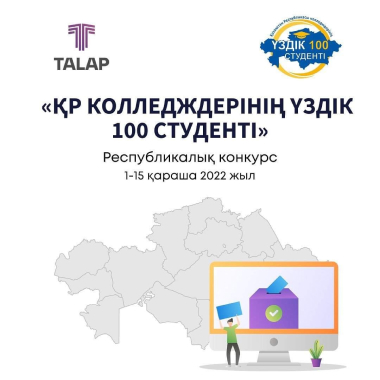 TALAP
ҮЗДІК 100
СТУДЕНТІ
«ҚР КОЛЛЕДЖДЕРІНІҢ ҮЗДІК
100 СТУДЕНТІ»
Республикалық конкурс
1-15 қараша 2022 жыл